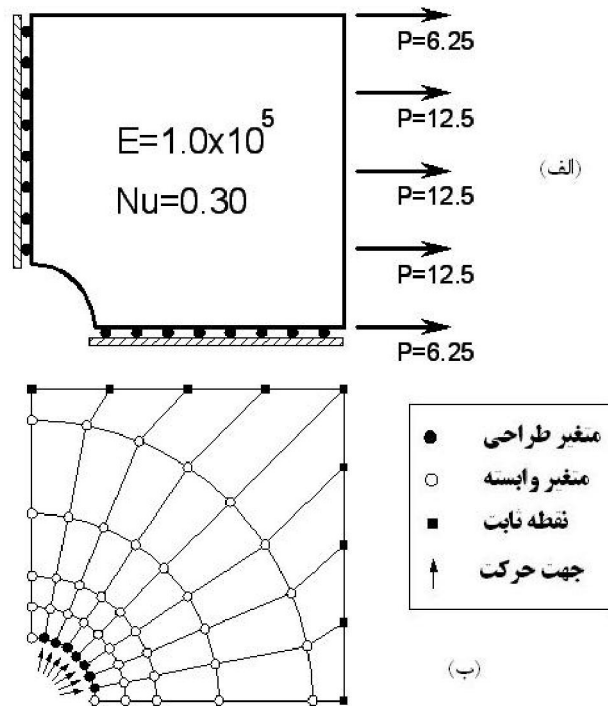 P=6.25
P=12.5
E=1.0x10^5
(الف)
P=12.5
Nu=0.30
P=12.5
P=6.25
متغیر طراحی
متغیر وابسته
نقطه ثابت
جهت حرکت
(ب)